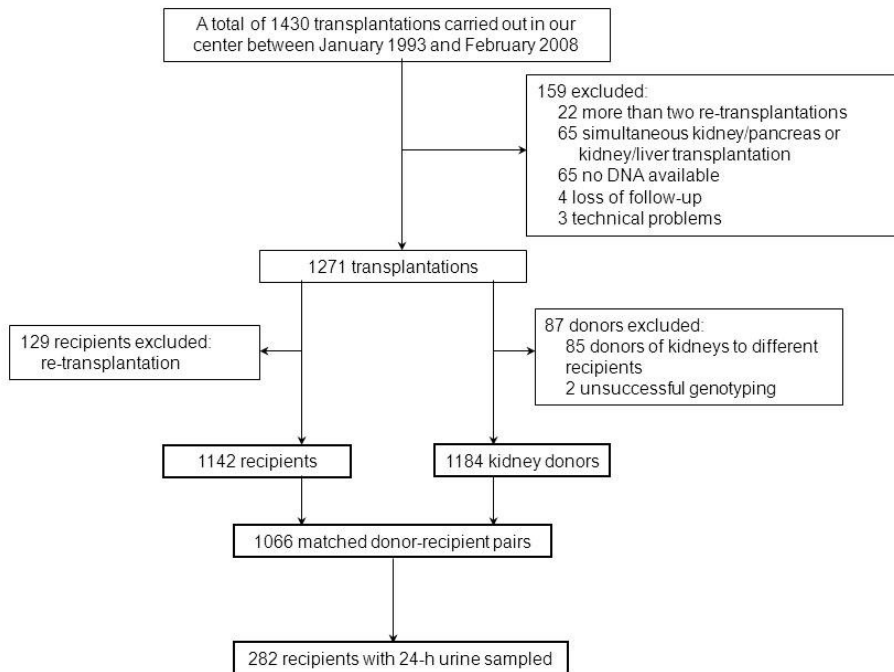 A total of 1430 transplantations carried out in our
center between January 1993 and February 2008
159 excluded:
22 more than two re-transplantations
65 simultaneous kidney/pancreas or
kidney/liver transplantation
65 no DNA available
4 loss of follow-up
3 technical problems
1271 transplantations
129 recipients excluded:
re-transplantation
87 donors excluded:
85 donors of kidneys to different
recipients
2 unsuccessful genotyping
1142 recipients
1184 kidney donors
1066 matched donor-recipient pairs
282 recipients with 24-h urine sampled